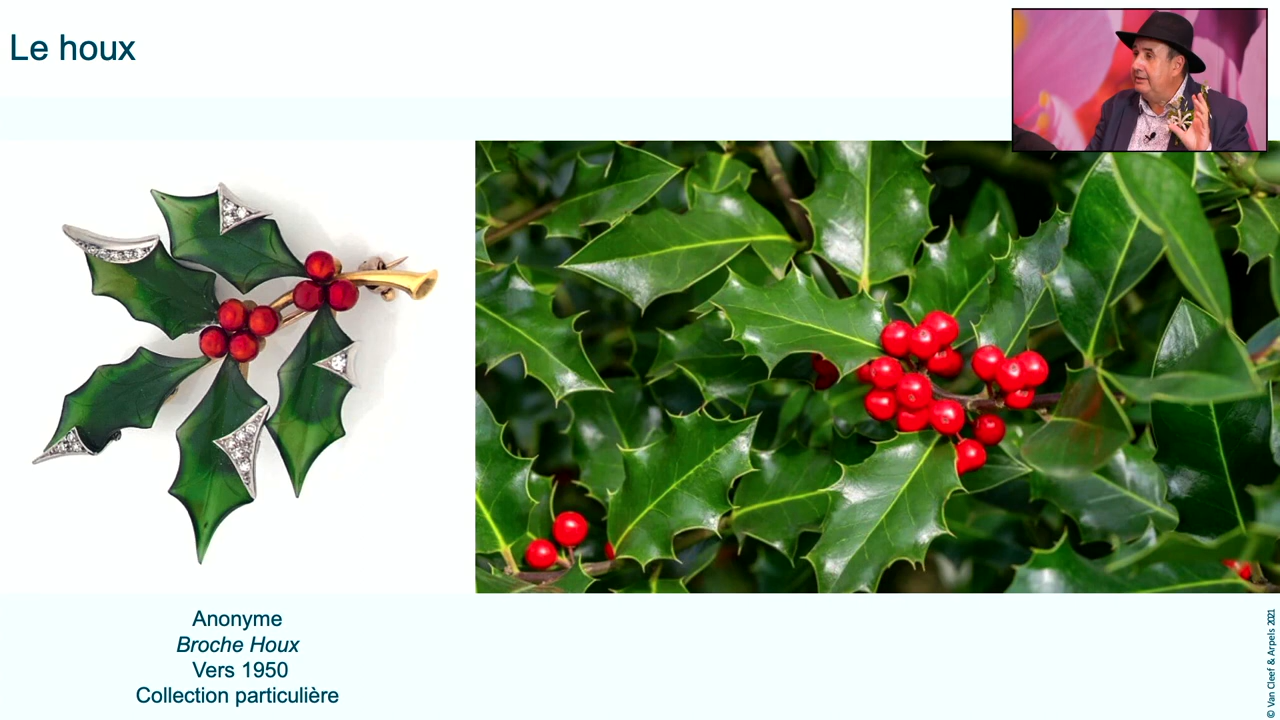 Le houx
Anonyme
Broche Houx
Vers 1950
Collection particulière
© Van Cleef & Arpels 2021